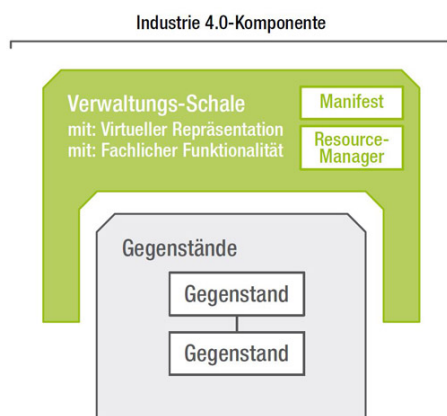 Industrie 4.0-Komponente
Verwaltungs-Schale
mit: Virtueller Repräsentation
mit: Fachlicher Funktionalität
Manifest
Resource-
Manager
Gegenstände
Gegenstand
Gegenstand